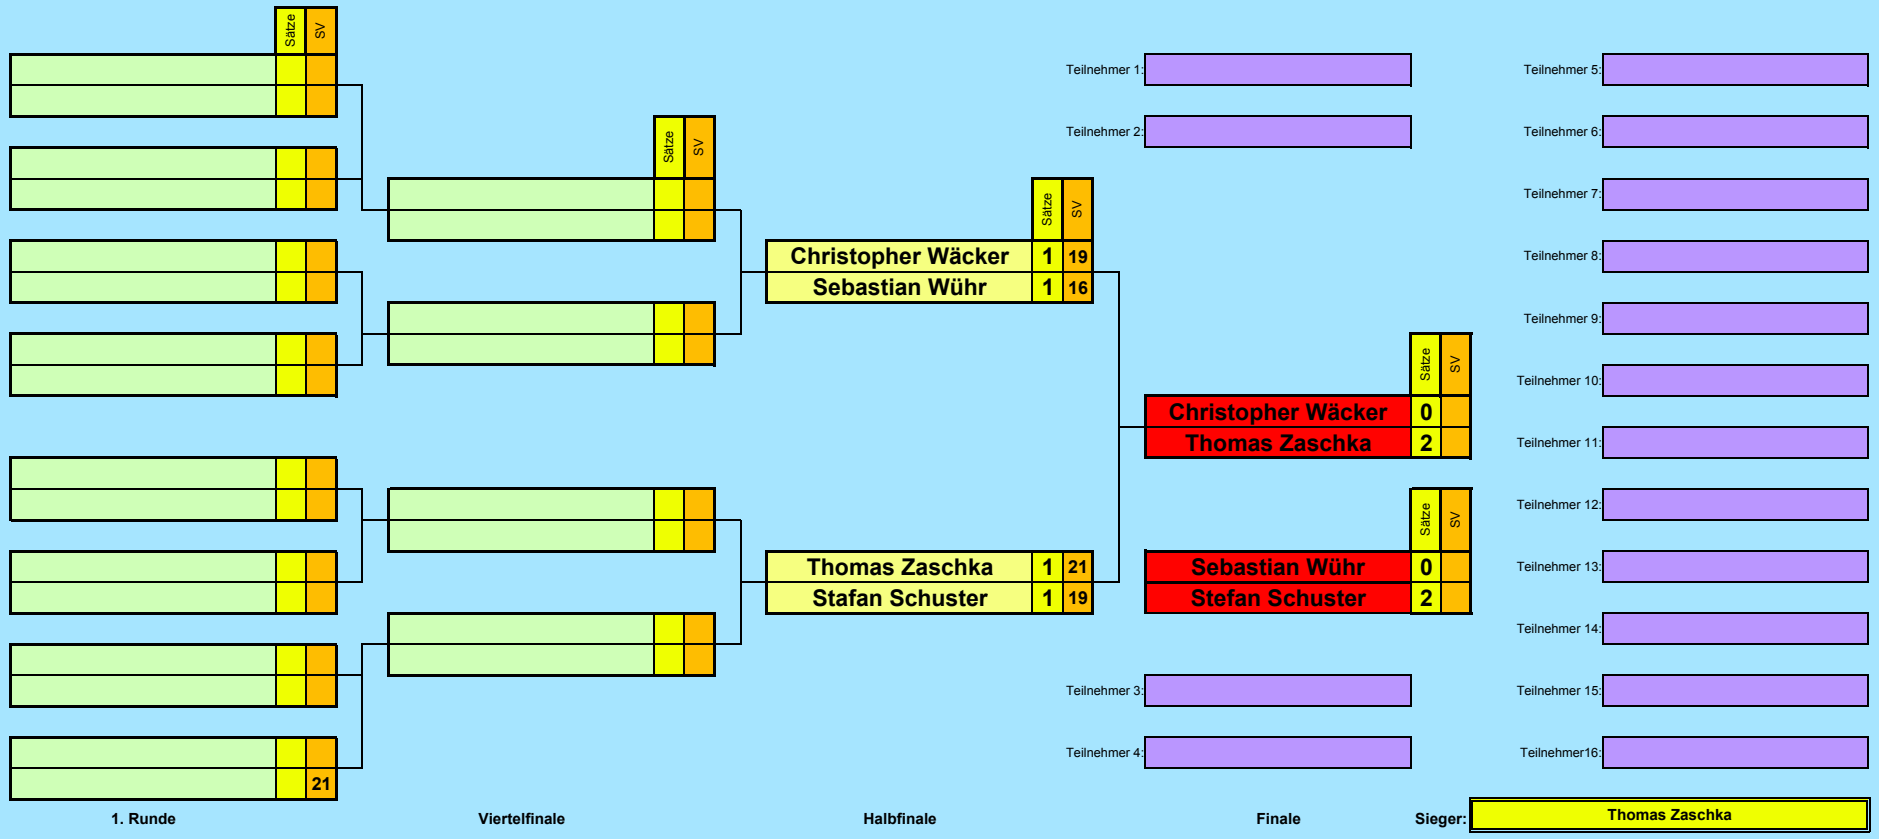 Sätze SV
Teilnehmer 1:
Teilnehmer 5:
Sätze SV
Teilnehmer 2:
Teilnehmer 6:
Sätze SV
Teilnehmer 7:
Christopher Wäcker 1 19
Sebastian Wühr 1 16
Teilnehmer 8:
Teilnehmer 9:
Sätze SV
Teilnehmer 10:
Christopher Wäcker 0
Thomas Zaschka 2
Teilnehmer 11:
Sätze SV
Teilnehmer 12:
Thomas Zaschka 1 21
Stafan Schuster 1 19
Sebastian Wühr 0
Stefan Schuster 2
Teilnehmer 13:
Teilnehmer 14:
Teilnehmer 3:
Teilnehmer 15:
Teilnehmer 4:
Teilnehmer16:
21
1. Runde
Viertelfinale
Halbfinale
Finale
Sieger: Thomas Zaschka